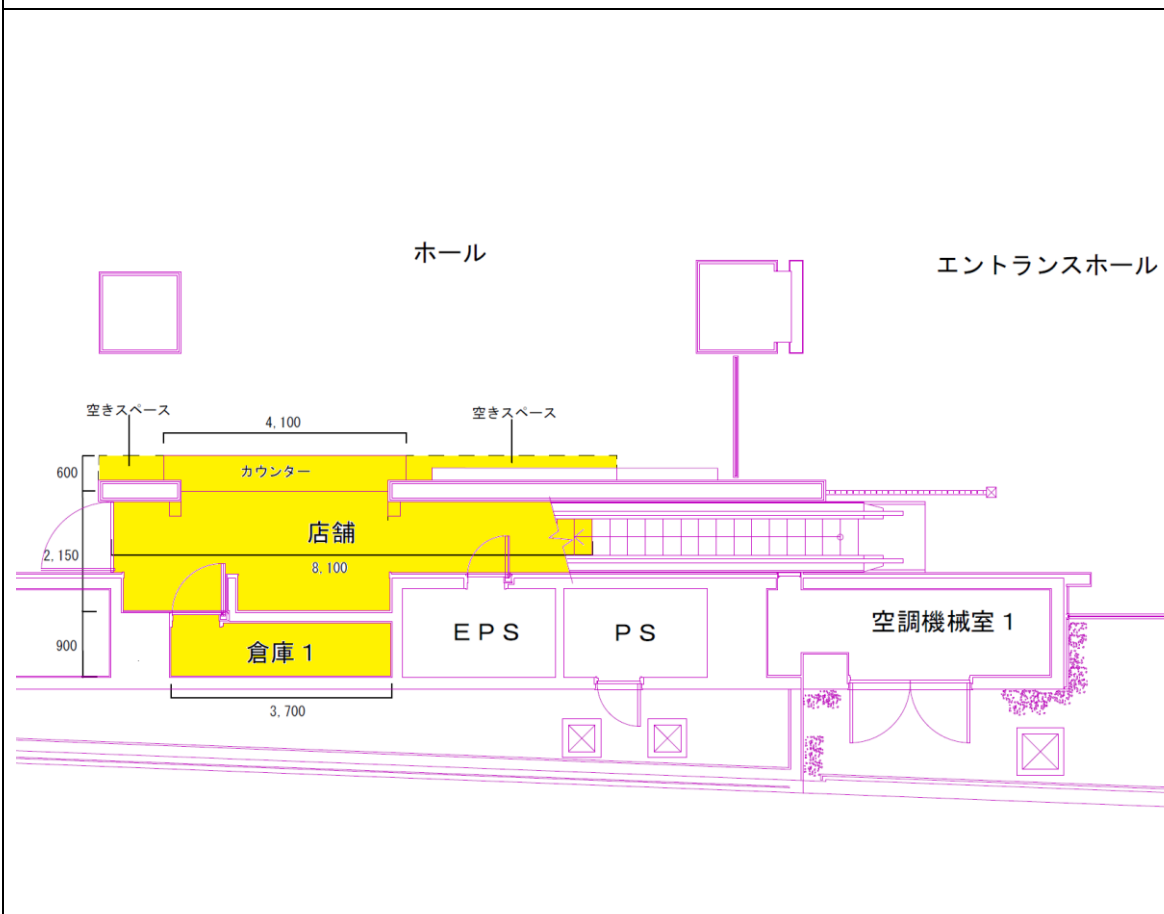 ホール
エントランスホール
空きスペース
4,100
空きスペース
600
カウンター
店舗
2,150
8,100
900
倉庫１
ＥＰＳ
ＰＳ
空調機械室１
3,700